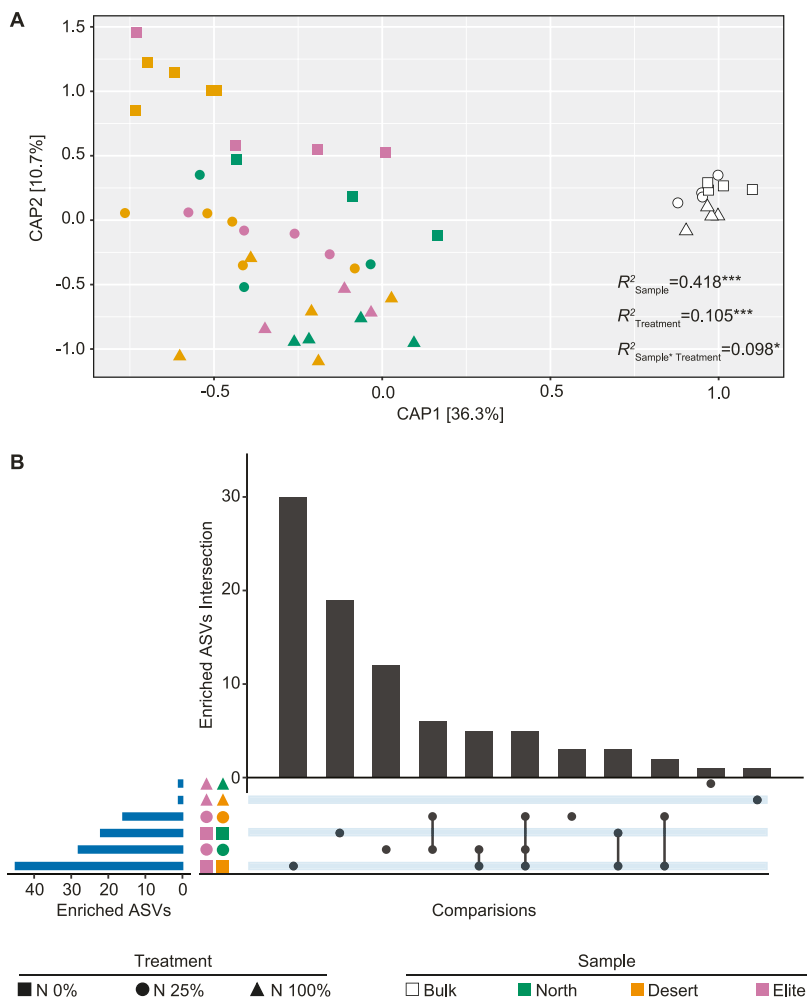 A
1.5
1.0
0.5
0.0
-0.5
-1.0
CAP2 [10.7%]
R²Sample=0.418***
R²Treatment=0.105***
R²Sample* Treatment=0.098*
-0.5 0.0 0.5 1.0
CAP1 [36.3%]
B
30
20
10
0
Enriched ASVs Intersection
40 30 20 10 0
Enriched ASVs
Comparisions
Treatment
N 0% N 25% N 100%
Sample
Bulk North Desert Elite